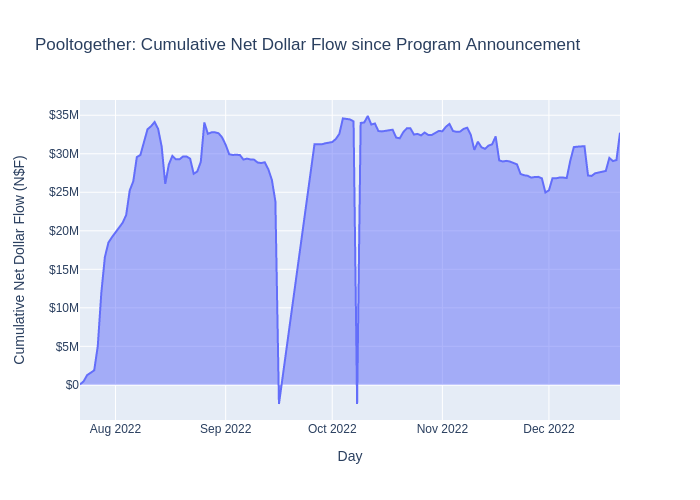 Pooltogether: Cumulative Net Dollar Flow since Program Announcement
Cumulative Net Dollar Flow (N$F)
$35M
$30M
$25M
$20M
$15M
$10M
$5M
$0
Aug 2022
Sep 2022
Oct 2022
Nov 2022
Dec 2022
Day